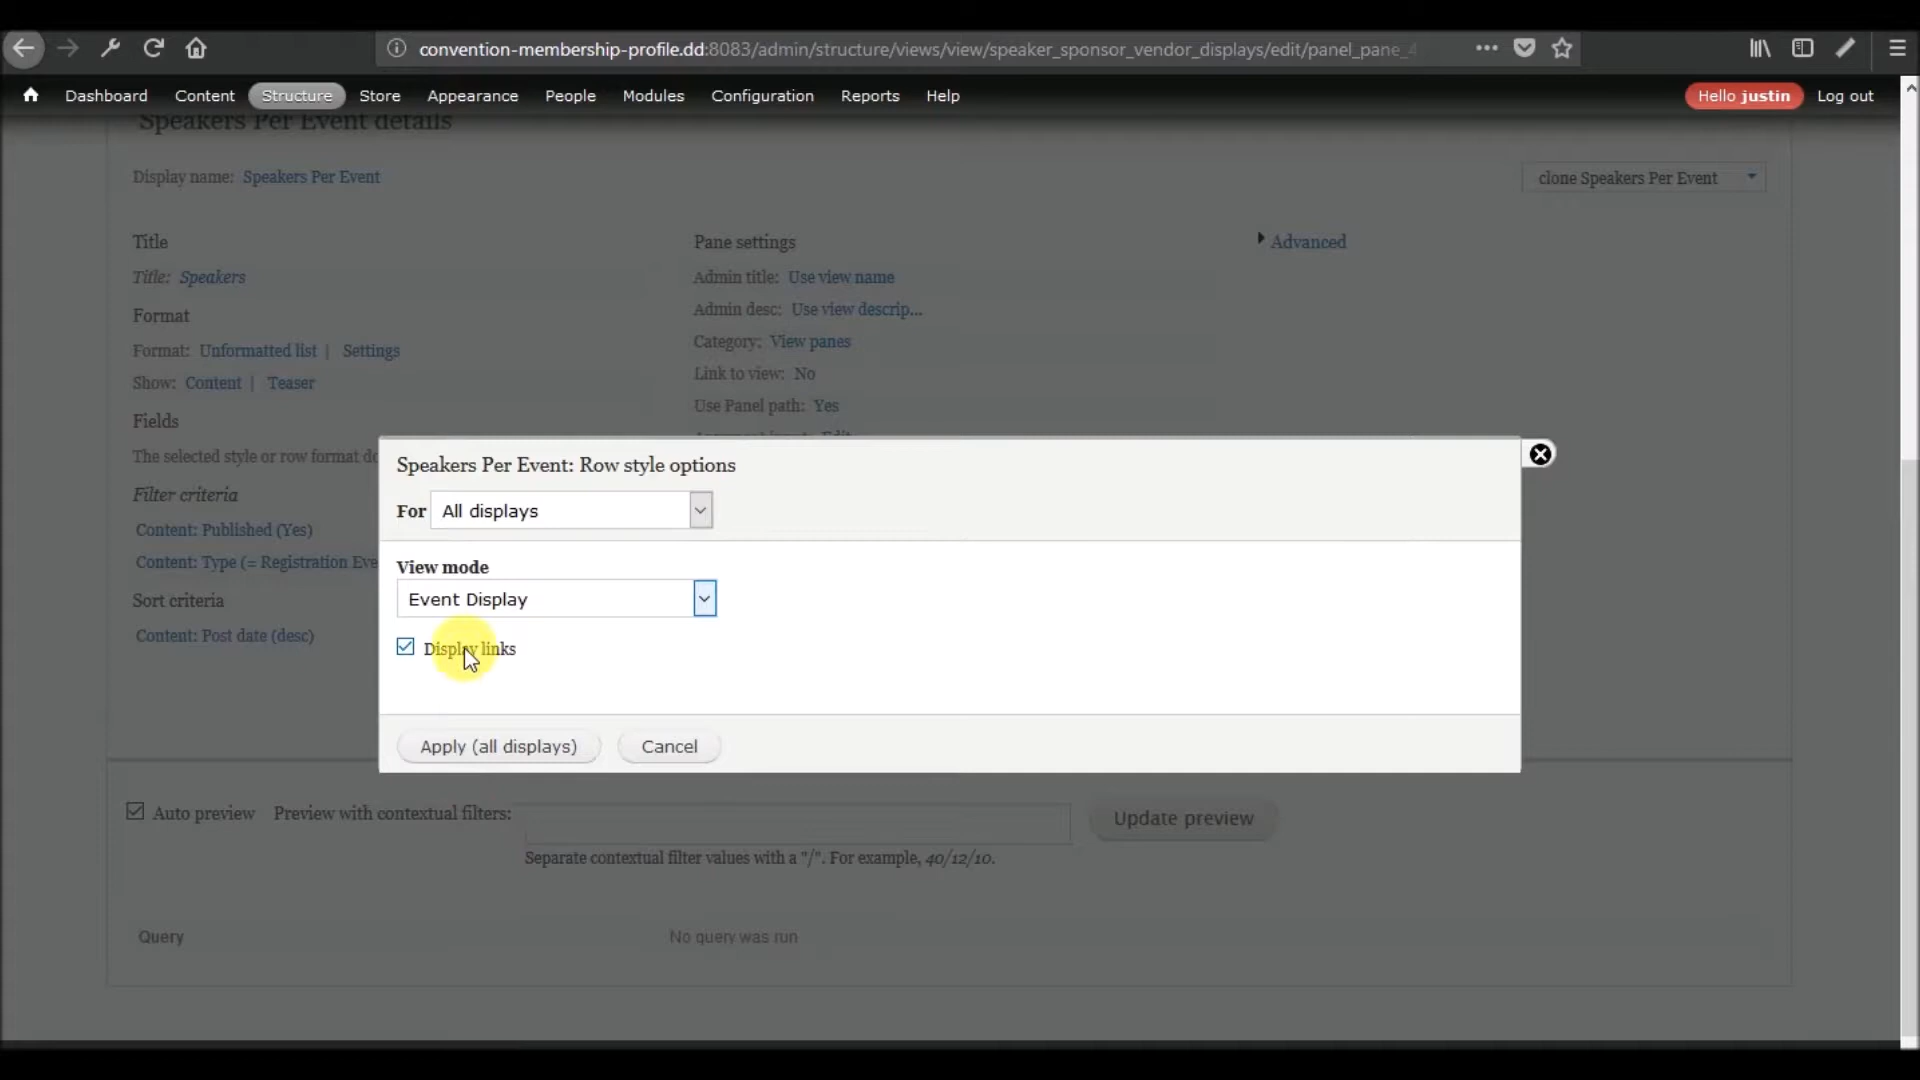 convention-membership-profile.dd:8083/admin/structure/views/view/speaker_sponsor_vendor_displays/edit/panel_pane_4
Dashboard Content Structure Store Appearance People Modules Configuration Reports Help Hello justin Log out
Speakers Per Event details
Display name: Speakers Per Event
clone Speakers Per Event
Title
Title: Speakers
Format
Format: Unformatted list | Settings
Show: Content | Teaser
Fields
The selected style or row format do
Filter criteria
Content: Published (Yes)
Content: Type (= Registration Eve
Sort criteria
Content: Post date (desc)
Pane settings
Admin title: Use view name
Admin desc: Use view descrip...
Category: View panes
Link to view: No
Use Panel path: Yes
Advanced
Speakers Per Event: Row style options
For All displays
View mode
Event Display
Display links
Apply (all displays) Cancel
Auto preview Preview with contextual filters:
Update preview
Separate contextual filter values with a "/". For example, 40/12/10.
Query No query was run